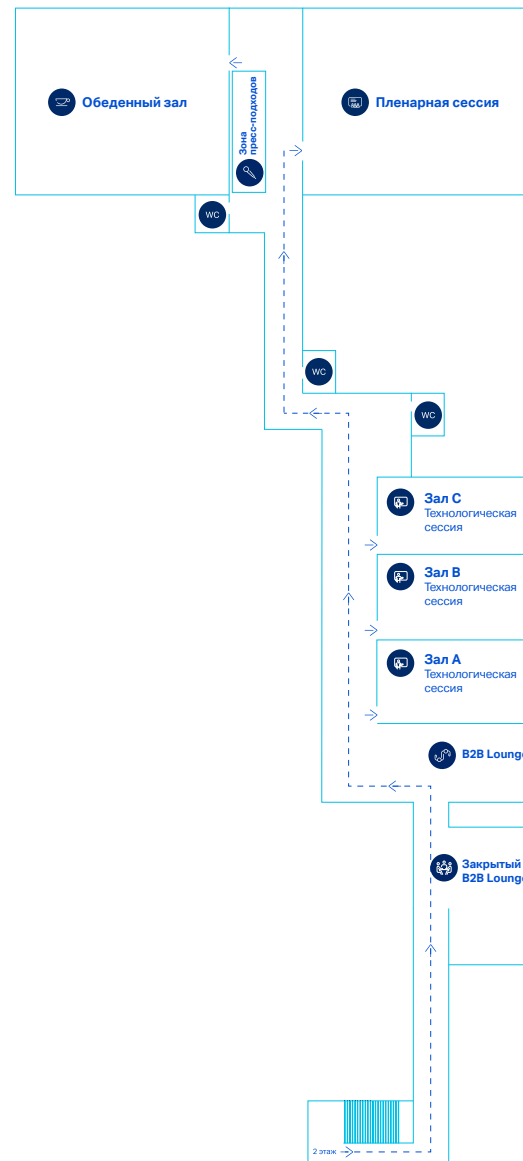 Обеденный зал
Зона
пресс-подходов
Пленарная сессия
WC
WC
WC
Зал C
Технологическая
сессия
Зал B
Технологическая
сессия
Зал A
Технологическая
сессия
B2B Lounge
Закрытый
B2B Lounge
2 этаж